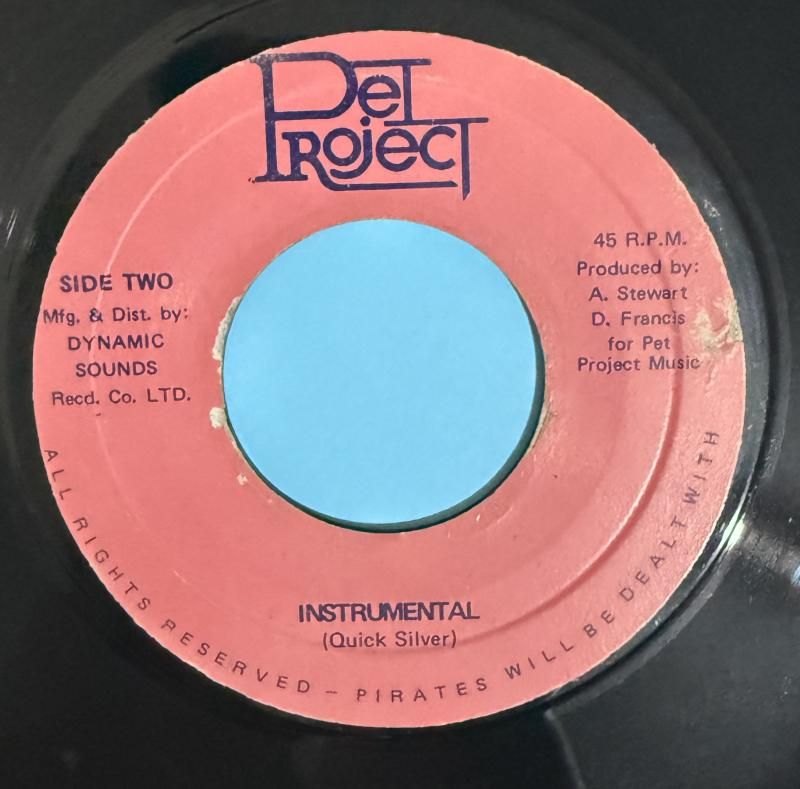 Pet
Project
SIDE TWO
Mfg. & Dist. by:
DYNAMIC
SOUNDS
Recd. Co. LTD.
45 R.P.M.
Produced by:
A. Stewart
D. Francis
for Pet
Project Music
INSTRUMENTAL
(Quick Silver)
ALL RIGHTS RESERVED - PIRATES WILL BE DEALT WITH